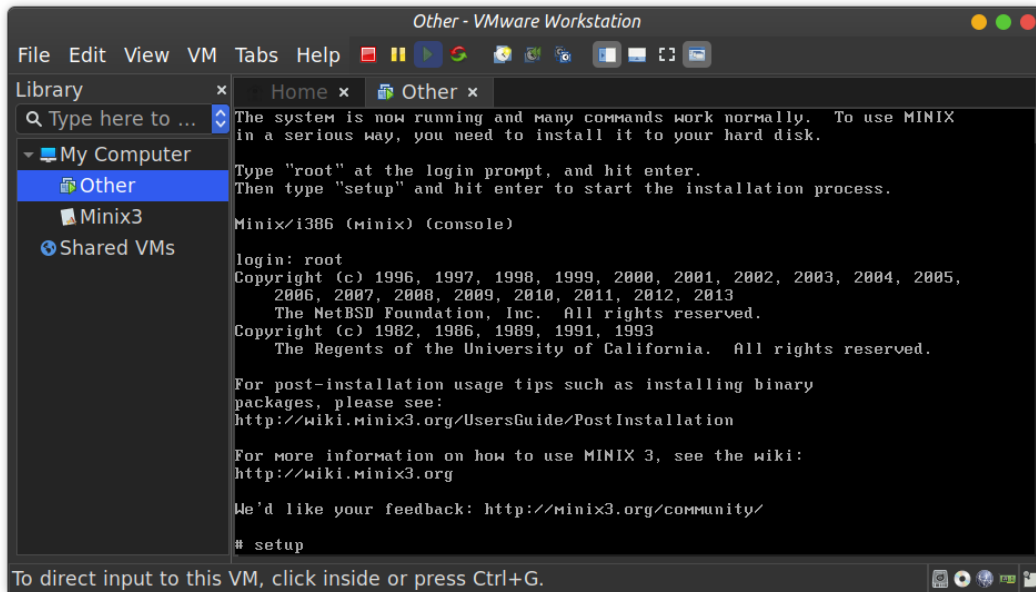 Other - VMware Workstation
File Edit View VM Tabs Help
Library ×
Home × Other ×
Type here to ...
My Computer
Other
Minix3
Shared VMs
The system is now running and many commands work normally.  To use MINIX
in a serious way, you need to install it to your hard disk.
Type "root" at the login prompt, and hit enter.
Then type "setup" and hit enter to start the installation process.
Minix/i386 (minix) (console)
login: root
Copyright (c) 1996, 1997, 1998, 1999, 2000, 2001, 2002, 2003, 2004, 2005,
    2006, 2007, 2008, 2009, 2010, 2011, 2012, 2013
    The NetBSD Foundation, Inc.  All rights reserved.
Copyright (c) 1982, 1986, 1989, 1991, 1993
    The Regents of the University of California.  All rights reserved.
For post-installation usage tips such as installing binary
packages, please see:
http://wiki.minix3.org/UsersGuide/PostInstallation
For more information on how to use MINIX 3, see the wiki:
http://wiki.minix3.org
We'd like your feedback: http://minix3.org/community/
# setup
To direct input to this VM, click inside or press Ctrl+G.